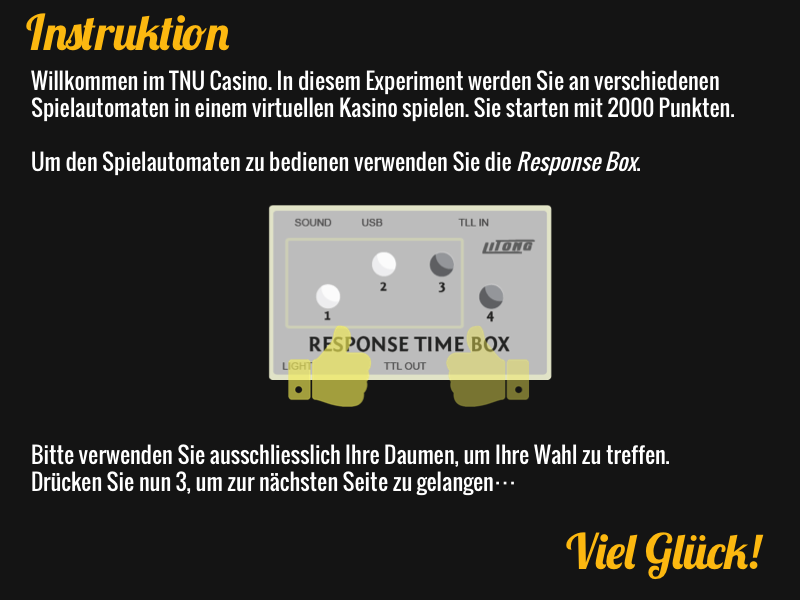 Instruktion
Willkommen im TNU Casino. In diesem Experiment werden Sie an verschiedenen
Spielautomaten in einem virtuellen Kasino spielen. Sie starten mit 2000 Punkten.
Um den Spielautomaten zu bedienen verwenden Sie die Response Box.
SOUND USB TLL IN
LITONG
2 3
1 4
RESPONSE TIME BOX
LIGHT TTL OUT
Bitte verwenden Sie ausschliesslich Ihre Daumen, um Ihre Wahl zu treffen.
Drücken Sie nun 3, um zur nächsten Seite zu gelangen···
Viel Glück!